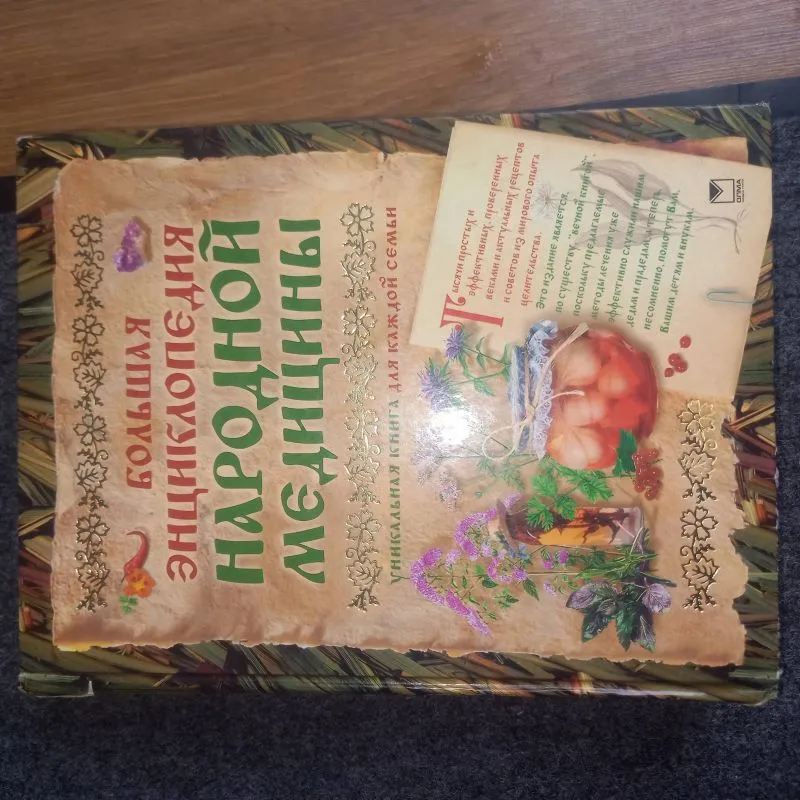 БОЛЬШАЯ
ЭНЦИКЛОПЕДИЯ
НАРОДНОЙ
МЕДИЦИНЫ
УНИКАЛЬНАЯ КНИГА ДЛЯ КАЖДОЙ СЕМЬИ
Тысячи простых и
эффективных, проверенных
веками и актуальных рецептов
и советов из мирового опыта
целительства.
Это издание является,
по существу, "вечной книгой",
поскольку предлагаемые
методы лечения уже
эффективно служили нашим
дедам и прадедам, а теперь,
несомненно, помогут Вам,
Вашим детям и внукам.
ОЛМА